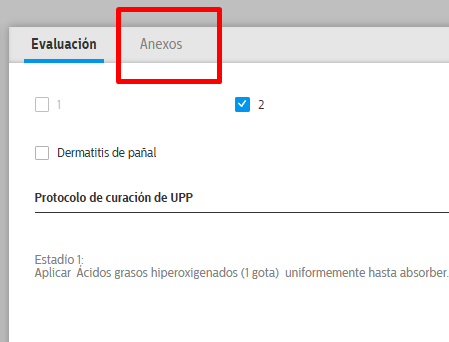 Evaluación Anexos
1 2
Dermatitis de pañal
Protocolo de curación de UPP
Estadío 1:
Aplicar Ácidos grasos hiperoxigenados (1 gota) uniformemente hasta absorber.